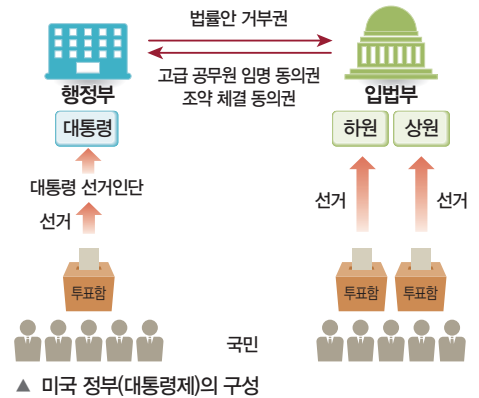 법률안 거부권
고급 공무원 임명 동의권
조약 체결 동의권
행정부
입법부
대통령
하원
상원
대통령 선거인단
선거
선거
선거
투표함
투표함
투표함
국민
▲ 미국 정부(대통령제)의 구성